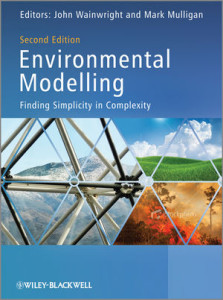 Editors: John Wainwright and Mark Mulligan
Second Edition
Environmental
Modelling
Finding Simplicity in Complexity
WILEY-BLACKWELL